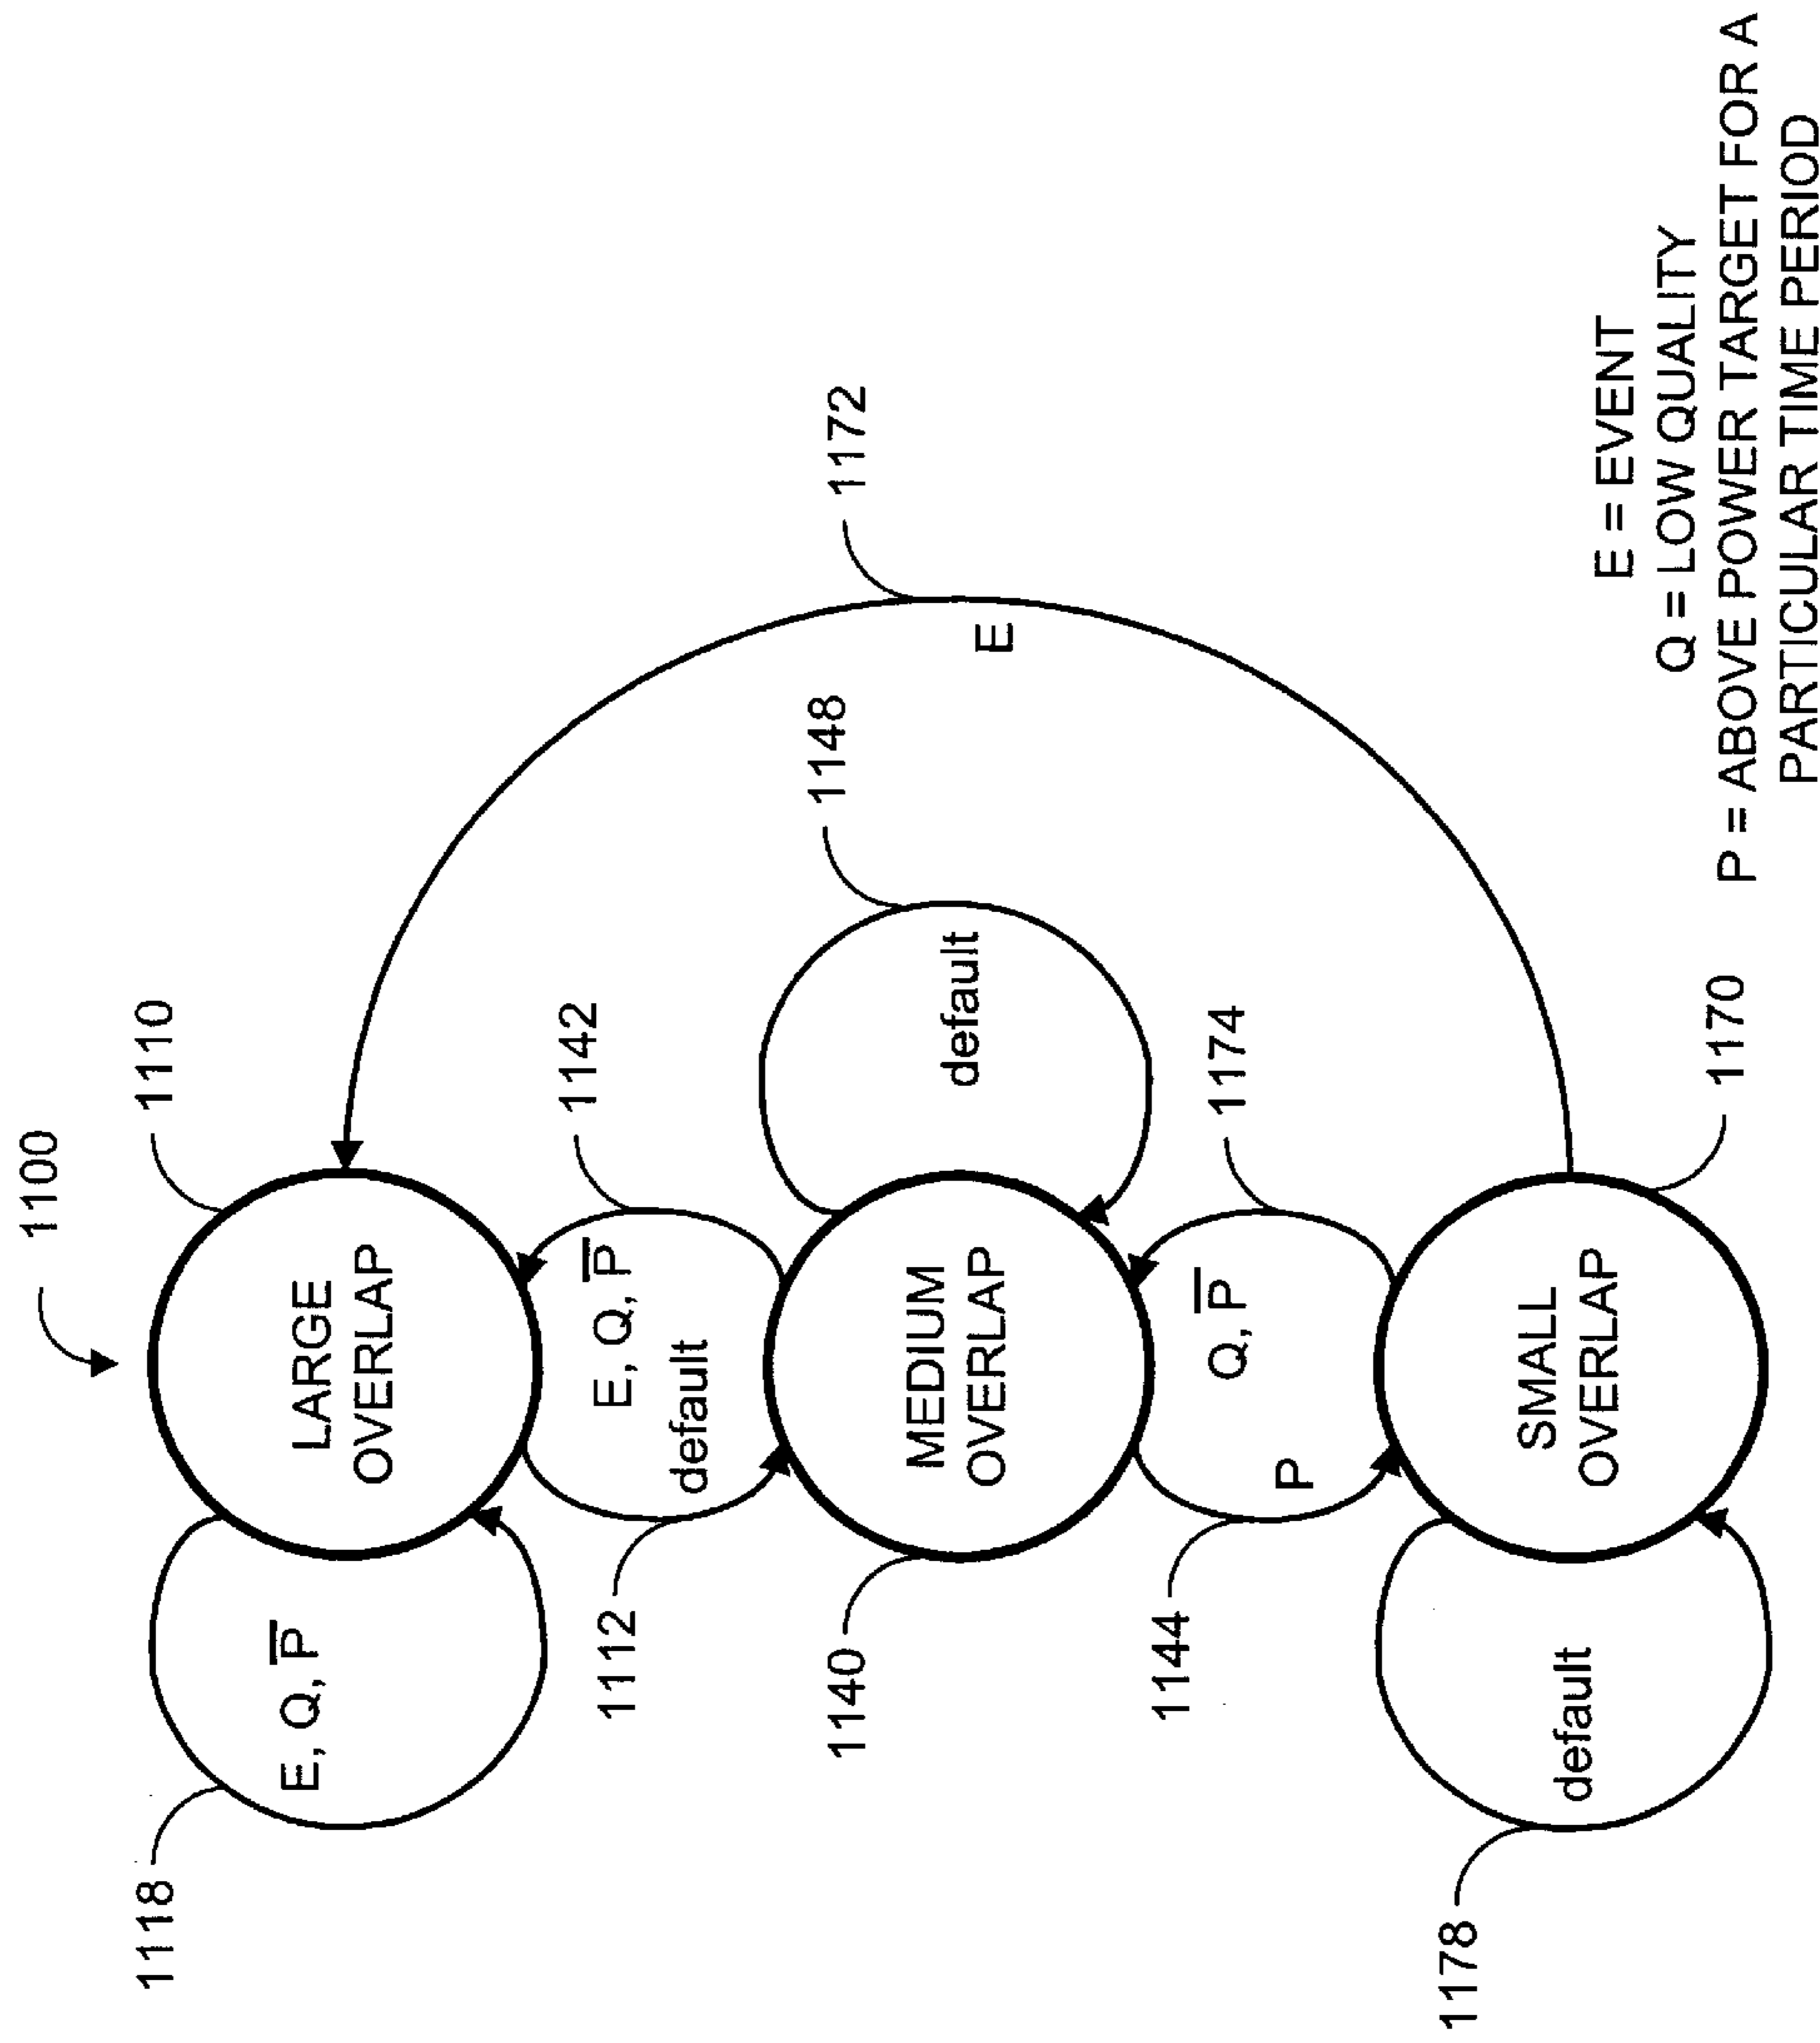 1100
1118
1110
E, Q, P̅
LARGE
OVERLAP
1142
1112
E, Q, P̅
default
1140
1148
1172
MEDIUM
OVERLAP
default
E
1144
1174
Q, P̅
P
1178
SMALL
OVERLAP
default
1170
E = EVENT
Q = LOW QUALITY
P = ABOVE POWER TARGET FOR A
PARTICULAR TIME PERIOD